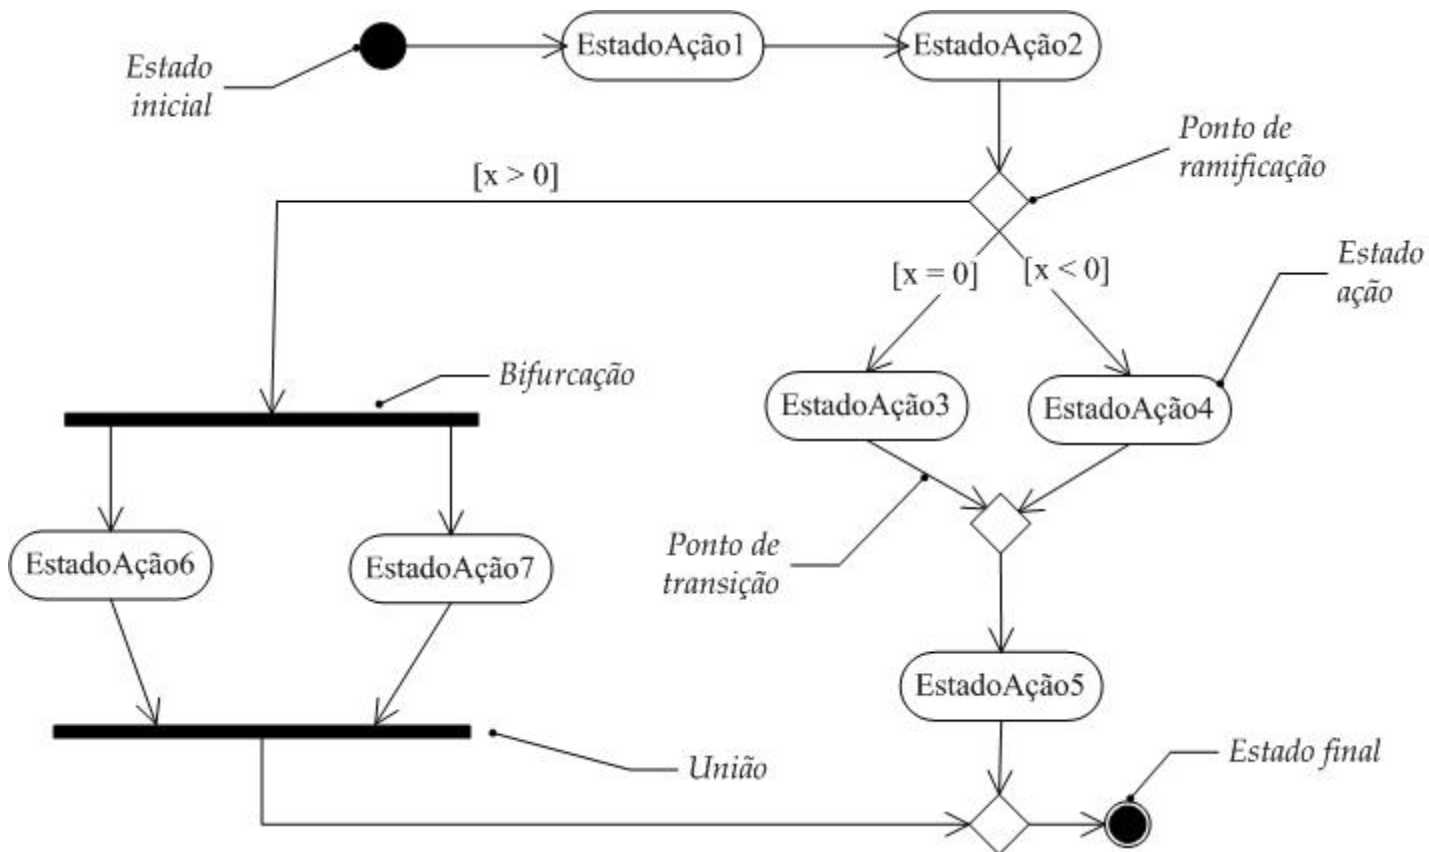 EstadoAção1
EstadoAção2
Estado
inicial
Ponto de
ramificação
[x > 0]
[x = 0]
[x < 0]
Estado
ação
Bifurcação
EstadoAção3
EstadoAção4
EstadoAção6
EstadoAção7
Ponto de
transição
EstadoAção5
União
Estado final